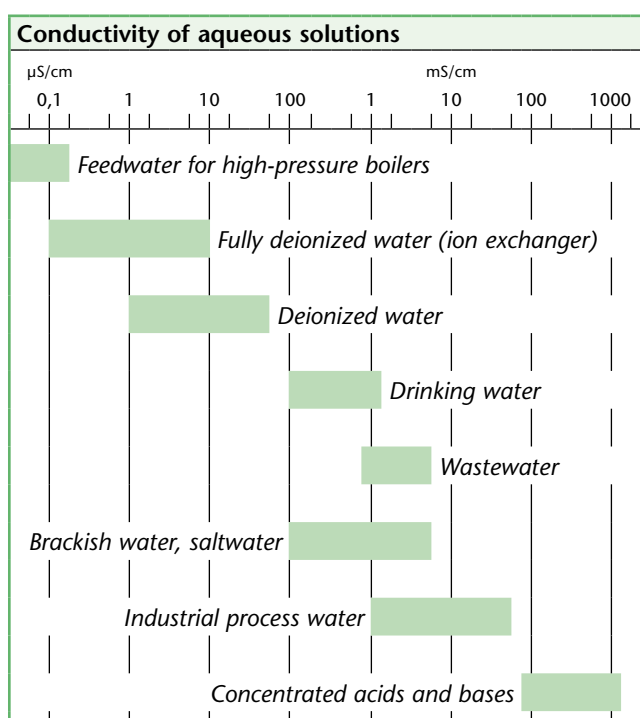 Conductivity of aqueous solutions
µS/cm mS/cm
0,1 1 10 100 1 10 100 1000
Feedwater for high-pressure boilers
Fully deionized water (ion exchanger)
Deionized water
Drinking water
Wastewater
Brackish water, saltwater
Industrial process water
Concentrated acids and bases